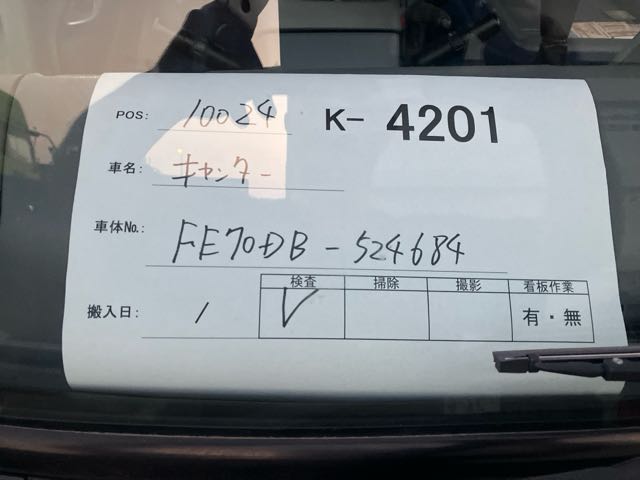 POS: 10024 K- 4201
車名: キャンター
車体No.: FE70DB-524684
検査 掃除 撮影 看板作業
搬入日: / V 有・無